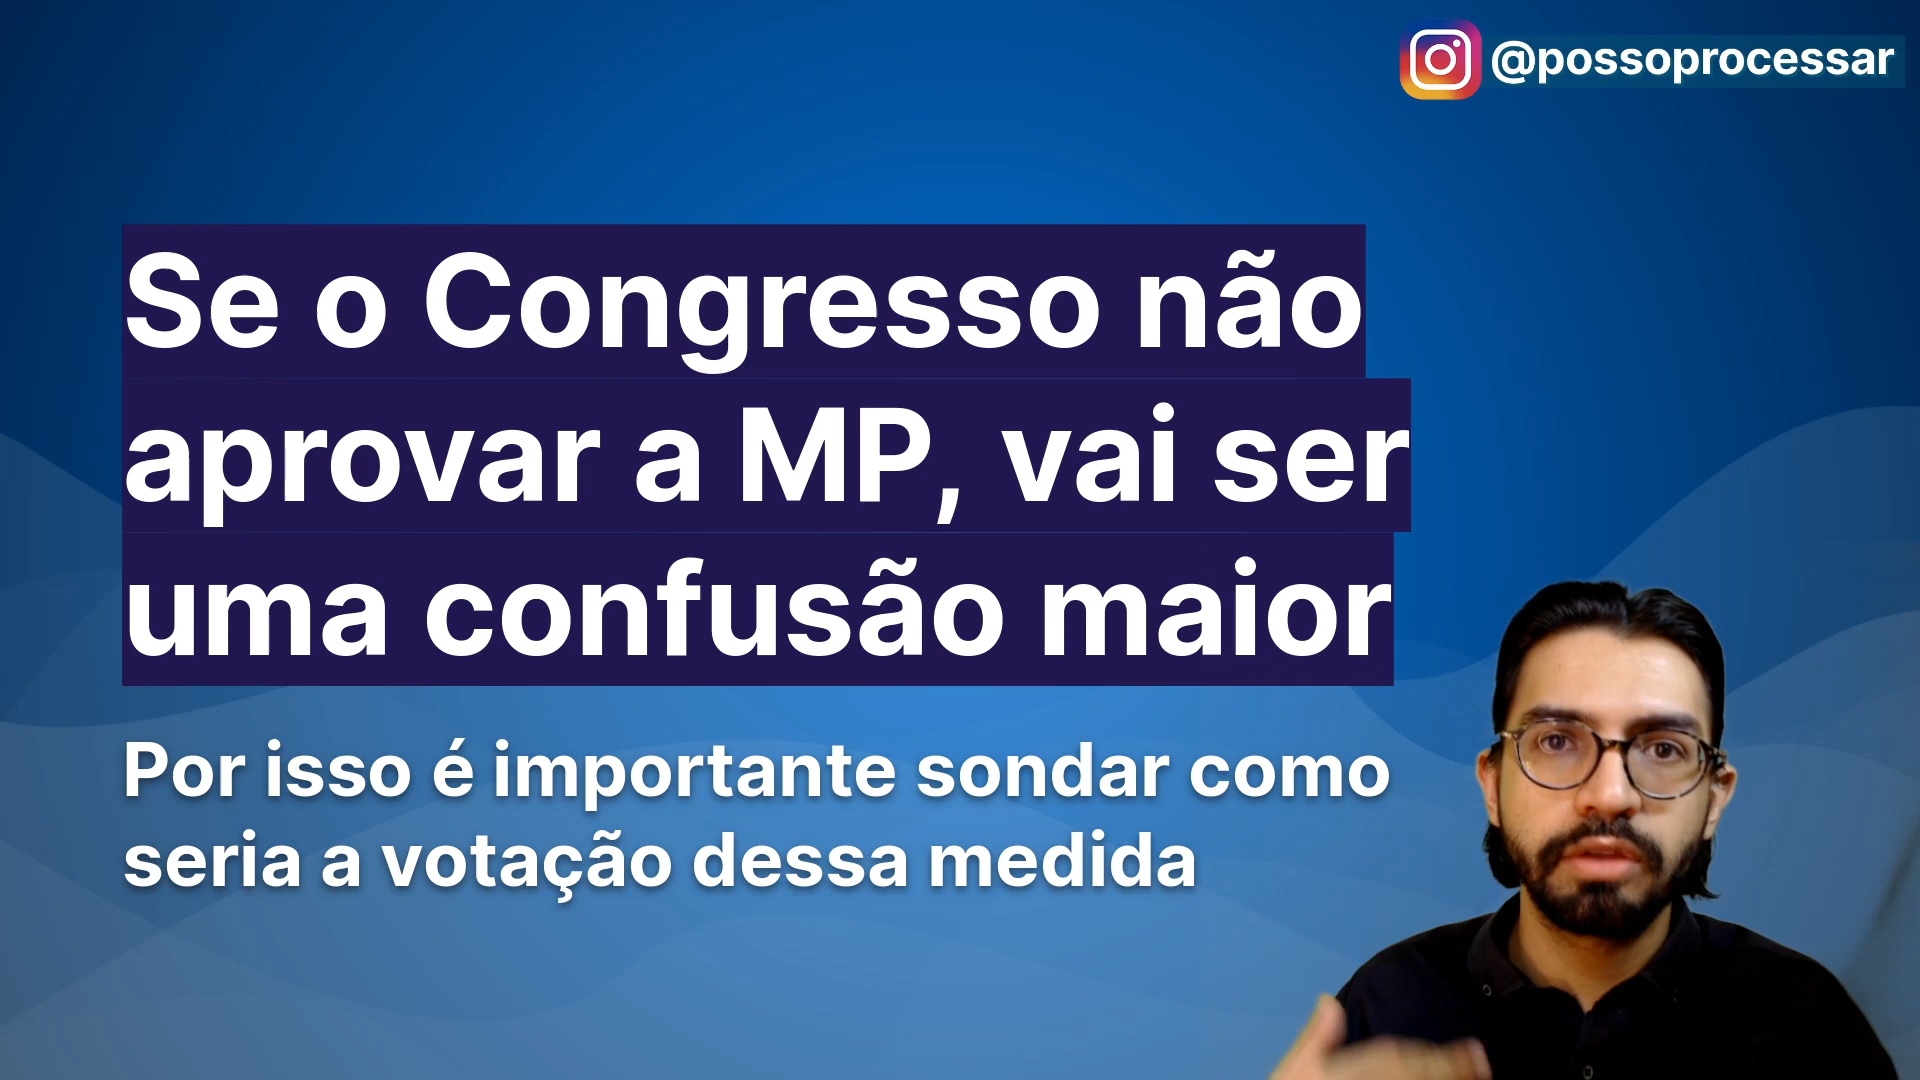 @possoprocessar
Se o Congresso não
aprovar a MP, vai ser
uma confusão maior
Por isso é importante sondar como
seria a votação dessa medida